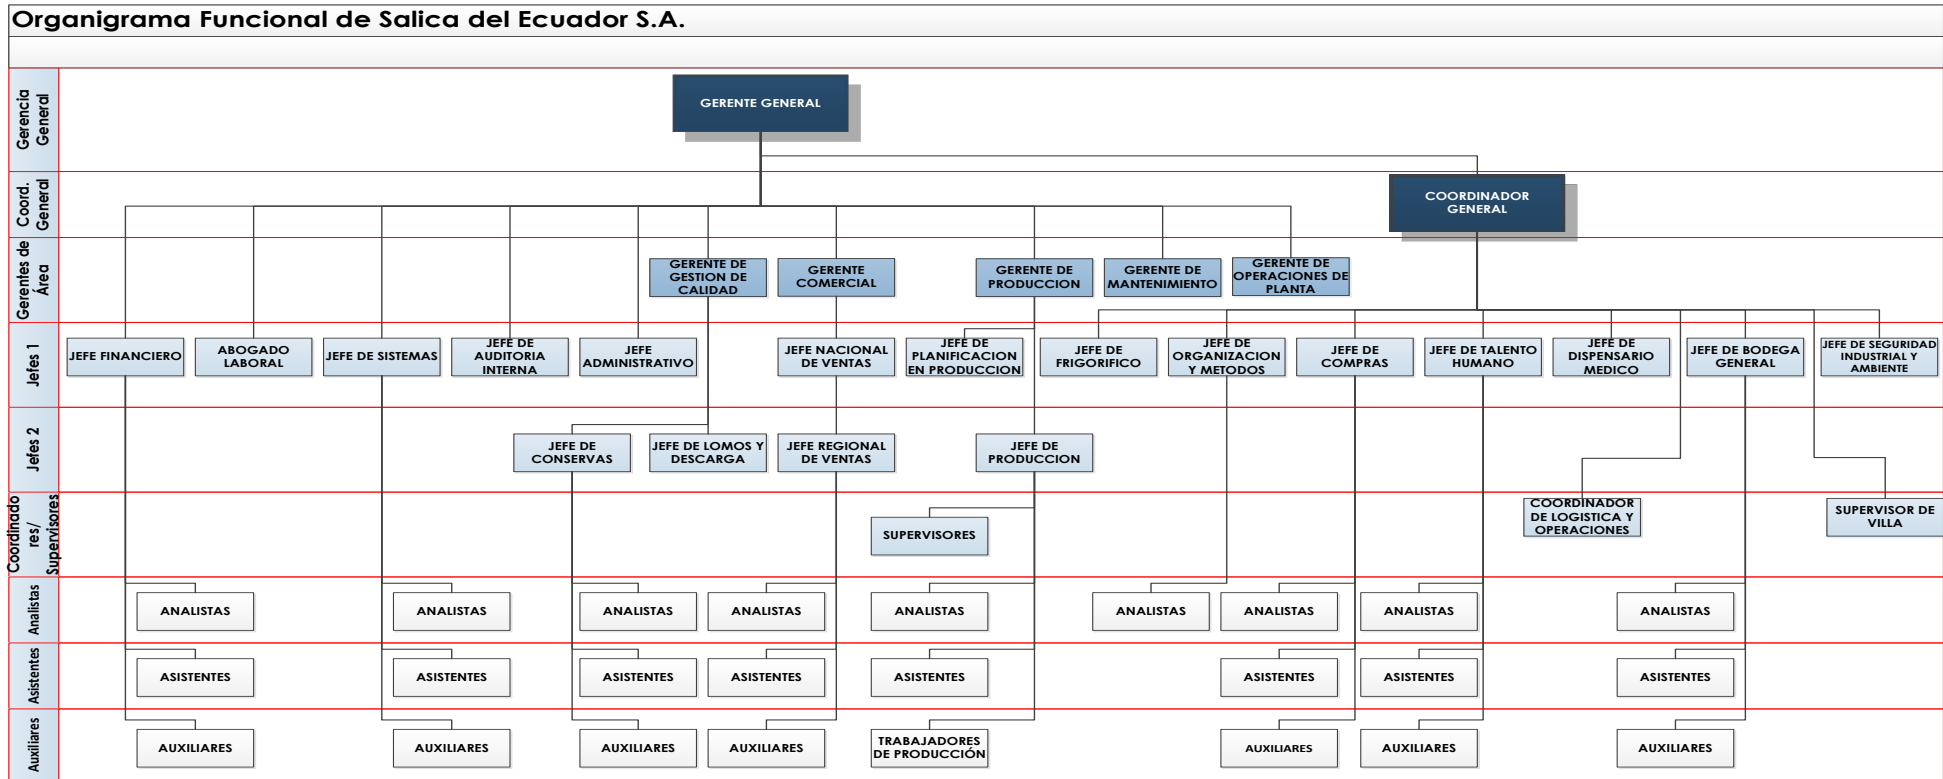 Organigrama Funcional de Salica del Ecuador S.A.
Gerencia
General
GERENTE GENERAL
Coord.
General
COORDINADOR
GENERAL
Gerentes de
Área
GERENTE DE
GESTION DE
CALIDAD
GERENTE
COMERCIAL
GERENTE DE
PRODUCCION
GERENTE DE
MANTENIMIENTO
GERENTE DE
OPERACIONES DE
PLANTA
Jefes 1
JEFE FINANCIERO
ABOGADO
LABORAL
JEFE DE SISTEMAS
JEFE DE
AUDITORIA
INTERNA
JEFE
ADMINISTRATIVO
JEFE NACIONAL
DE VENTAS
JEFE DE
PLANIFICACION
EN PRODUCCION
JEFE DE
FRIGORIFICO
JEFE DE
ORGANIZACION
Y METODOS
JEFE DE
COMPRAS
JEFE DE TALENTO
HUMANO
JEFE DE
DISPENSARIO
MEDICO
JEFE DE BODEGA
GENERAL
JEFE DE SEGURIDAD
INDUSTRIAL Y
AMBIENTE
Jefes 2
JEFE DE
CONSERVAS
JEFE DE LOMOS Y
DESCARGA
JEFE REGIONAL
DE VENTAS
JEFE DE
PRODUCCION
Coordinado
res/
Supervisores
SUPERVISORES
COORDINADOR
DE LOGISTICA Y
OPERACIONES
SUPERVISOR DE
VILLA
Analistas
ANALISTAS
ANALISTAS
ANALISTAS
ANALISTAS
ANALISTAS
ANALISTAS
ANALISTAS
ANALISTAS
ANALISTAS
Asistentes
ASISTENTES
ASISTENTES
ASISTENTES
ASISTENTES
ASISTENTES
ASISTENTES
ASISTENTES
ASISTENTES
Auxiliares
AUXILIARES
AUXILIARES
AUXILIARES
AUXILIARES
TRABAJADORES
DE PRODUCCIÓN
AUXILIARES
AUXILIARES
AUXILIARES